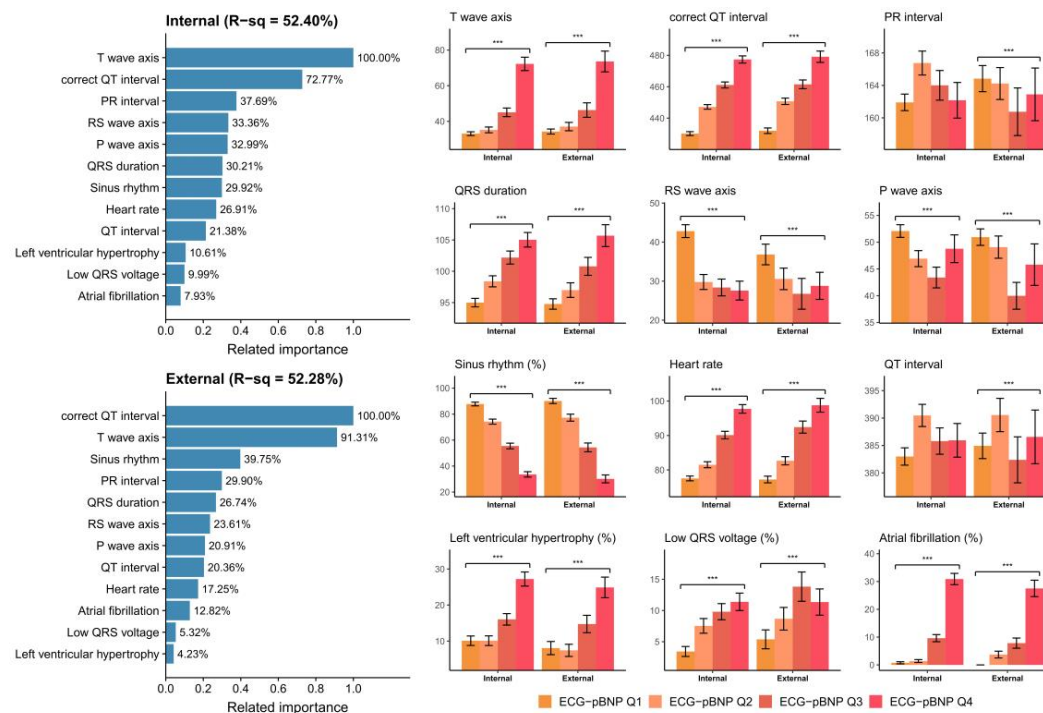 Internal (R-sq = 52.40%)
T wave axis
100.00%
correct QT interval
72.77%
PR interval
37.69%
RS wave axis
33.36%
P wave axis
32.99%
QRS duration
30.21%
Sinus rhythm
29.92%
Heart rate
26.91%
QT interval
21.38%
Left ventricular hypertrophy
10.61%
Low QRS voltage
9.99%
Atrial fibrillation
7.93%
0.0 0.2 0.4 0.6 0.8 1.0
Related importance
External (R-sq = 52.28%)
correct QT interval
100.00%
T wave axis
91.31%
Sinus rhythm
39.75%
PR interval
29.90%
QRS duration
26.74%
RS wave axis
23.61%
P wave axis
20.91%
QT interval
20.36%
Heart rate
17.25%
Atrial fibrillation
12.82%
Low QRS voltage
5.32%
Left ventricular hypertrophy
4.23%
0.0 0.2 0.4 0.6 0.8 1.0
Related importance
T wave axis
80
60
40
*** ***
Internal External
correct QT interval
480
460
440
*** ***
Internal External
PR interval
168
164
160
***
Internal External
QRS duration
110
105
100
95
*** ***
Internal External
RS wave axis
50
40
30
20
*** ***
Internal External
P wave axis
55
50
45
40
35
*** ***
Internal External
Sinus rhythm (%)
100
80
60
40
20
*** ***
Internal External
Heart rate
100
90
80
*** ***
Internal External
QT interval
395
390
385
380
***
Internal External
Left ventricular hypertrophy (%)
30
20
10
*** ***
Internal External
Low QRS voltage (%)
15
10
5
*** ***
Internal External
Atrial fibrillation (%)
30
20
10
0
*** ***
Internal External
ECG-pBNP Q1 ECG-pBNP Q2 ECG-pBNP Q3 ECG-pBNP Q4